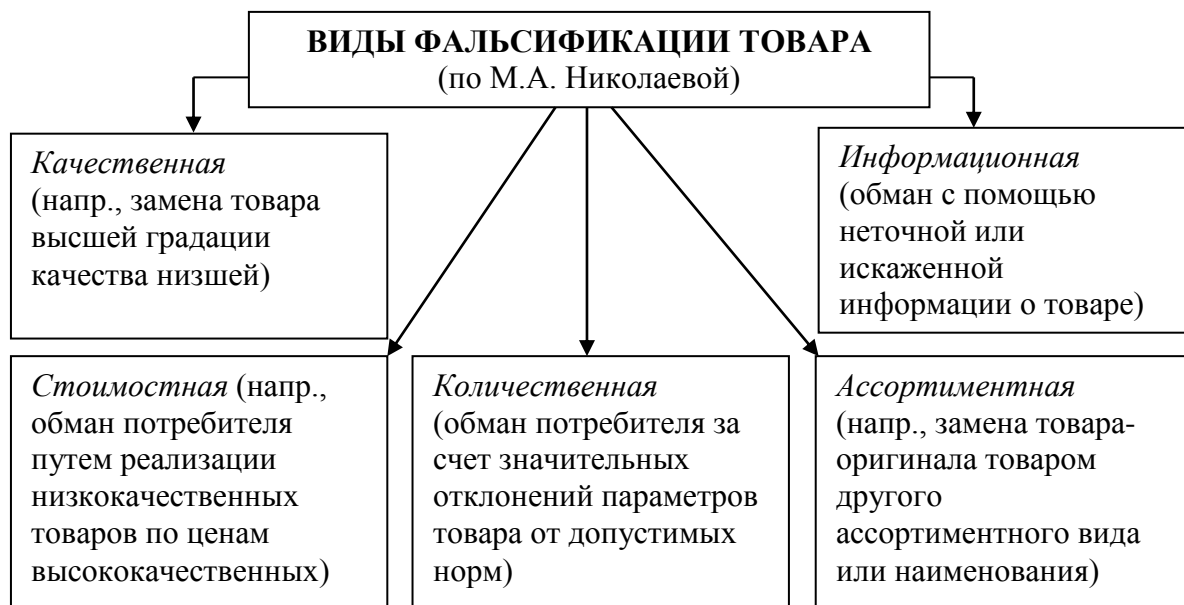 ВИДЫ ФАЛЬСИФИКАЦИИ ТОВАРА
(по М.А. Николаевой)
Качественная
(напр., замена товара
высшей градации
качества низшей)
Информационная
(обман с помощью
неточной или
искаженной
информации о товаре)
Стоимостная (напр.,
обман потребителя
путем реализации
низкокачественных
товаров по ценам
высококачественных)
Количественная
(обман потребителя за
счет значительных
отклонений параметров
товара от допустимых
норм)
Ассортиментная
(напр., замена товара-
оригинала товаром
другого
ассортиментного вида
или наименования)